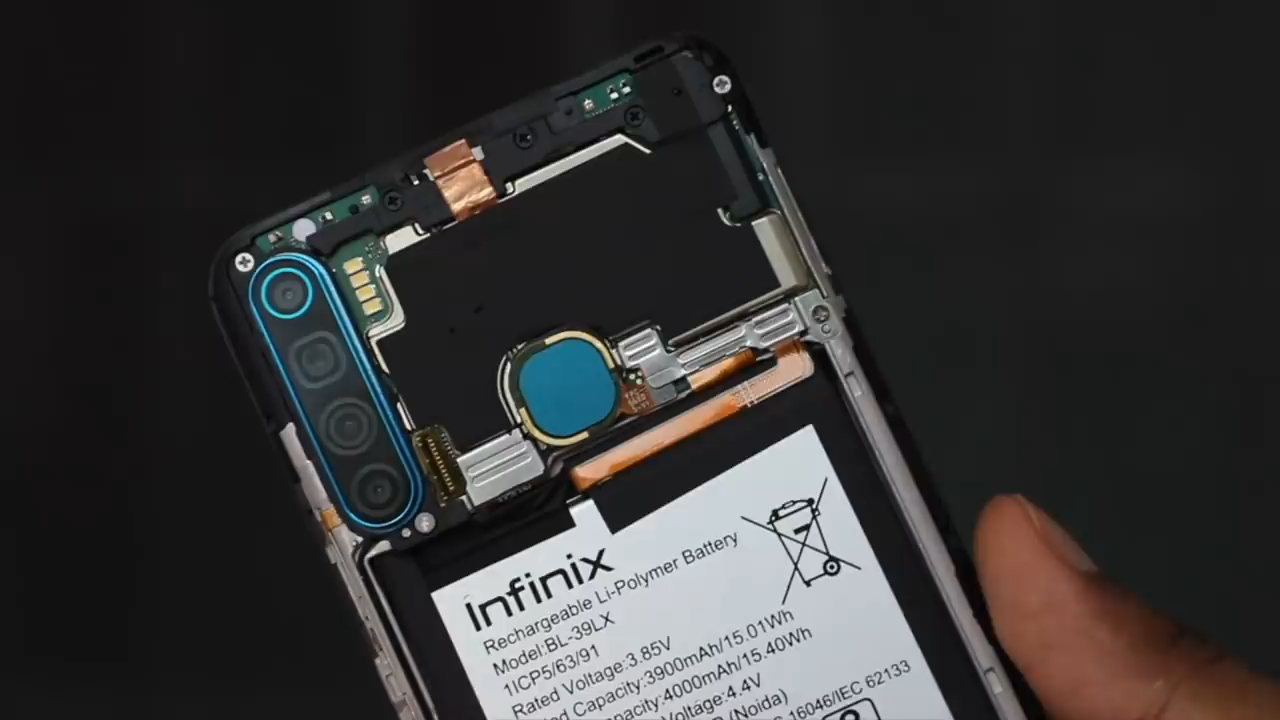 Infinix
Rechargeable Li-Polymer Battery
Model:BL-39LX
1ICP5/63/91
Rated Voltage:3.85V
Capacity:3900mAh/15.01Wh
Capacity:4000mAh/15.40Wh
Voltage:4.4V
(Noida)
16046/IEC 62133